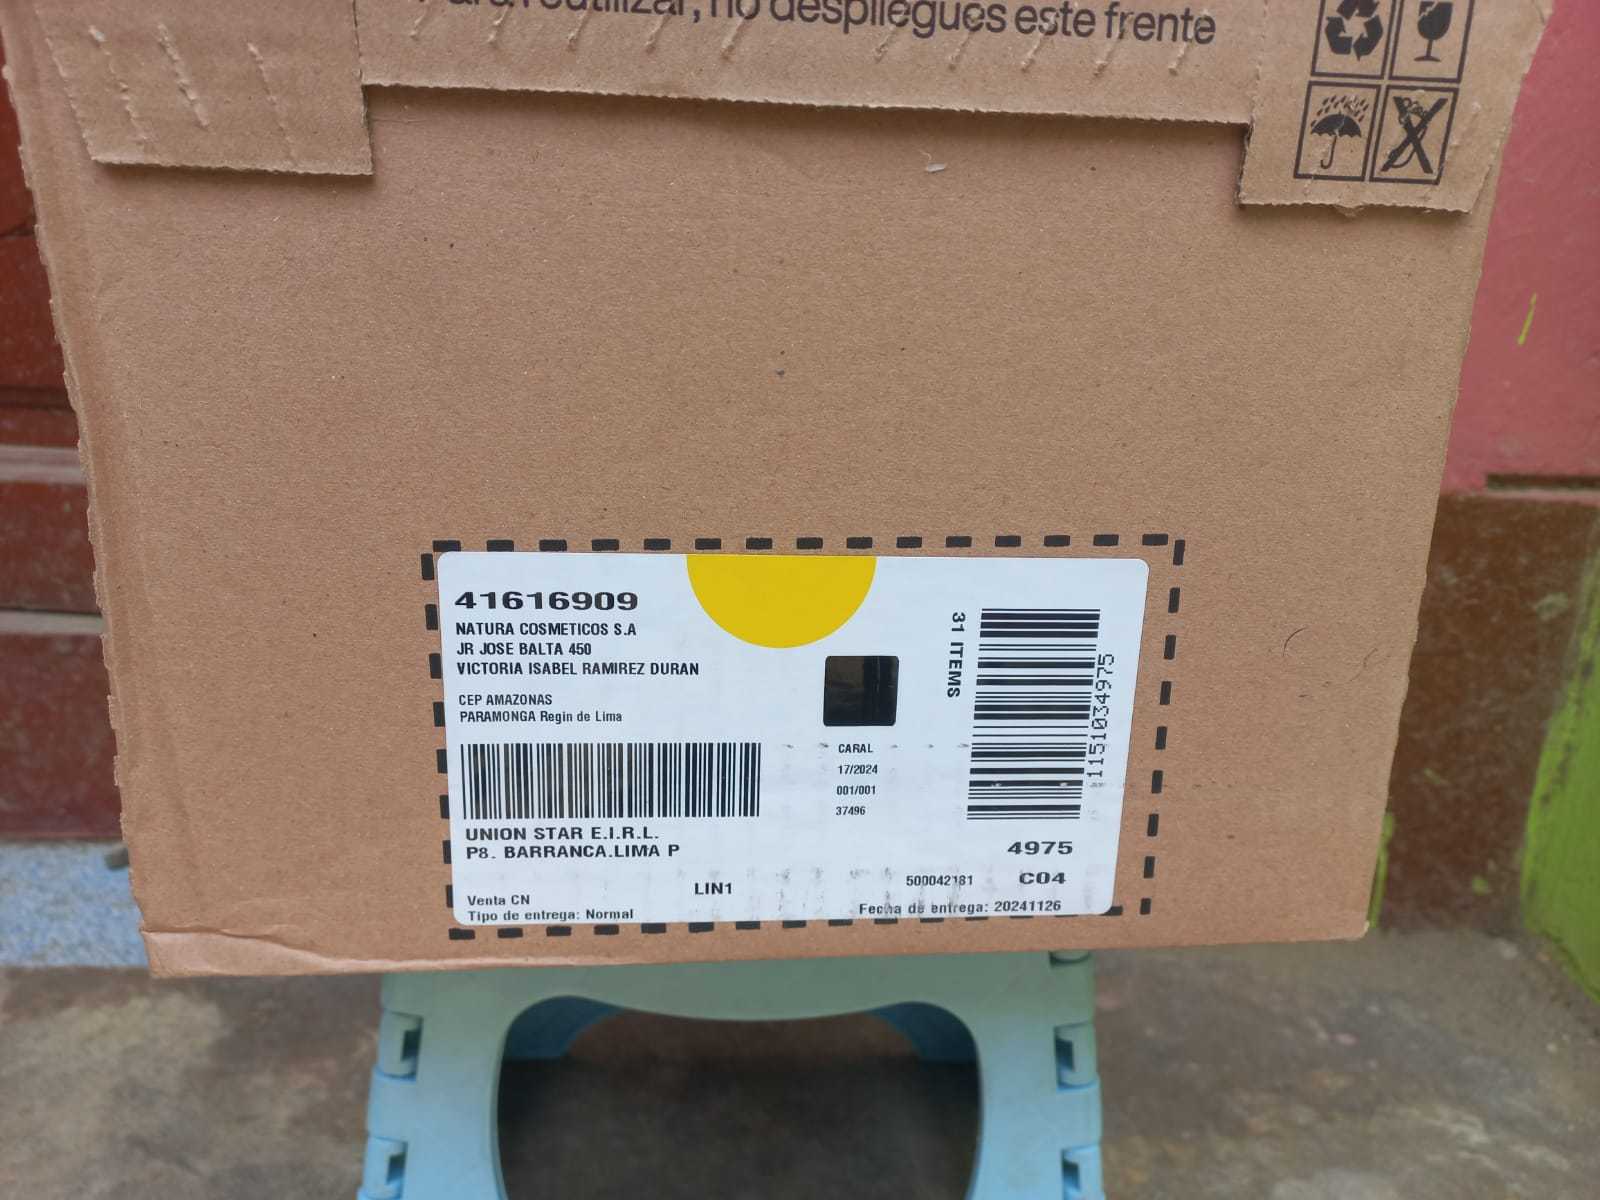 Para reutilizar, no despliegues este frente
41616909
NATURA COSMETICOS S.A
JR JOSE BALTA 450
VICTORIA ISABEL RAMIREZ DURAN
CEP AMAZONAS
PARAMONGA Regin de Lima
UNION STAR E.I.R.L.
P8. BARRANCA.LIMA P
Venta CN
Tipo de entrega: Normal
LIN1
CARAL
17/2024
001/001
37496
31 ITEMS
1151034975
4975
500042181 C04
Fecha de entrega: 20241126